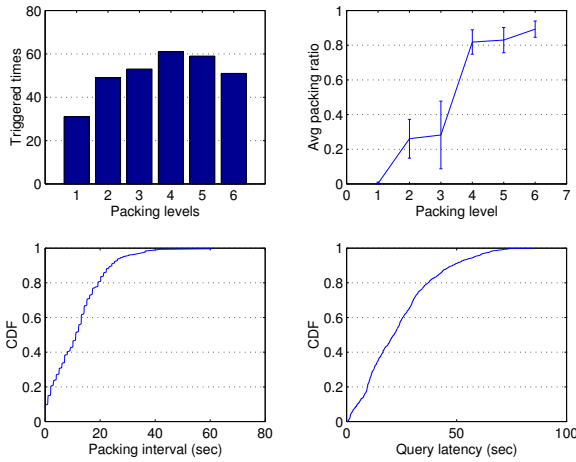 80
60
40
20
0
Triggered times
1 2 3 4 5 6
Packing levels
1
0.8
0.6
0.4
0.2
0
Avg packing ratio
0 1 2 3 4 5 6 7
Packing level
1
0.8
0.6
0.4
0.2
0
CDF
0 20 40 60 80
Packing interval (sec)
1
0.8
0.6
0.4
0.2
0
CDF
0 50 100
Query latency (sec)